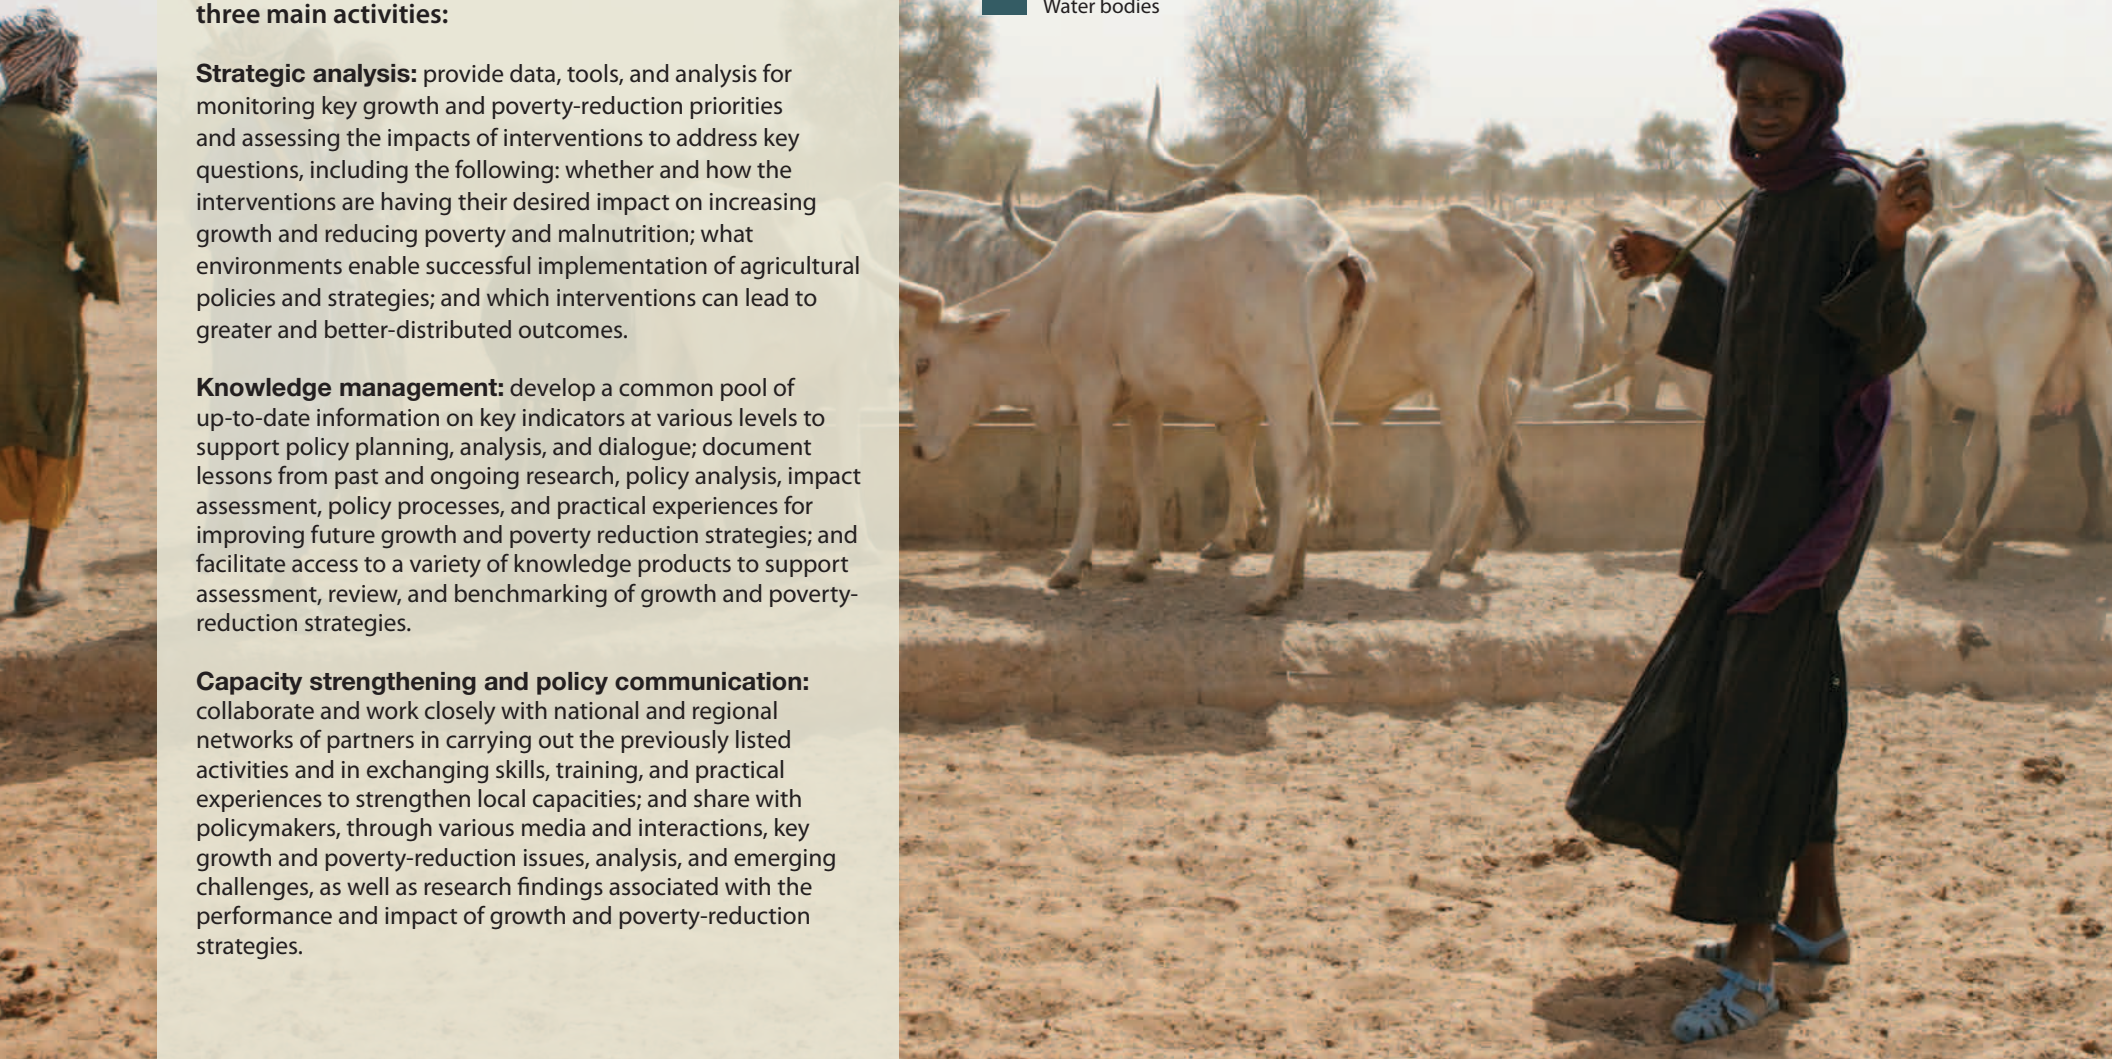 three main activities:
Strategic analysis: provide data, tools, and analysis for
monitoring key growth and poverty-reduction priorities
and assessing the impacts of interventions to address key
questions, including the following: whether and how the
interventions are having their desired impact on increasing
growth and reducing poverty and malnutrition; what
environments enable successful implementation of agricultural
policies and strategies; and which interventions can lead to
greater and better-distributed outcomes.
Knowledge management: develop a common pool of
up-to-date information on key indicators at various levels to
support policy planning, analysis, and dialogue; document
lessons from past and ongoing research, policy analysis, impact
assessment, policy processes, and practical experiences for
improving future growth and poverty reduction strategies; and
facilitate access to a variety of knowledge products to support
assessment, review, and benchmarking of growth and poverty-
reduction strategies.
Capacity strengthening and policy communication:
collaborate and work closely with national and regional
networks of partners in carrying out the previously listed
activities and in exchanging skills, training, and practical
experiences to strengthen local capacities; and share with
policymakers, through various media and interactions, key
growth and poverty-reduction issues, analysis, and emerging
challenges, as well as research findings associated with the
performance and impact of growth and poverty-reduction
strategies.
Water bodies